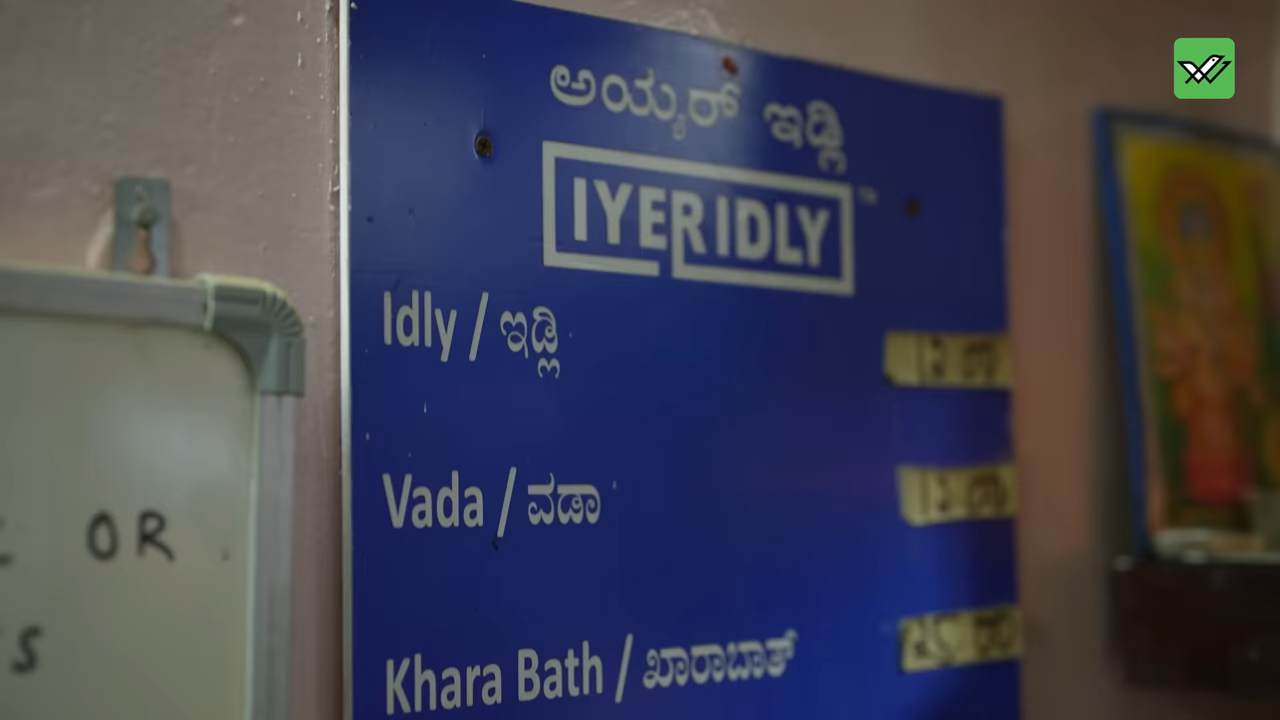 ಅಯ್ಯರ್ ಇಡ್ಲಿ
IYER IDLY
Idly / ಇಡ್ಲಿ
Vada / ವಡಾ
Khara Bath / ಖಾರಾಬಾತ್
OR